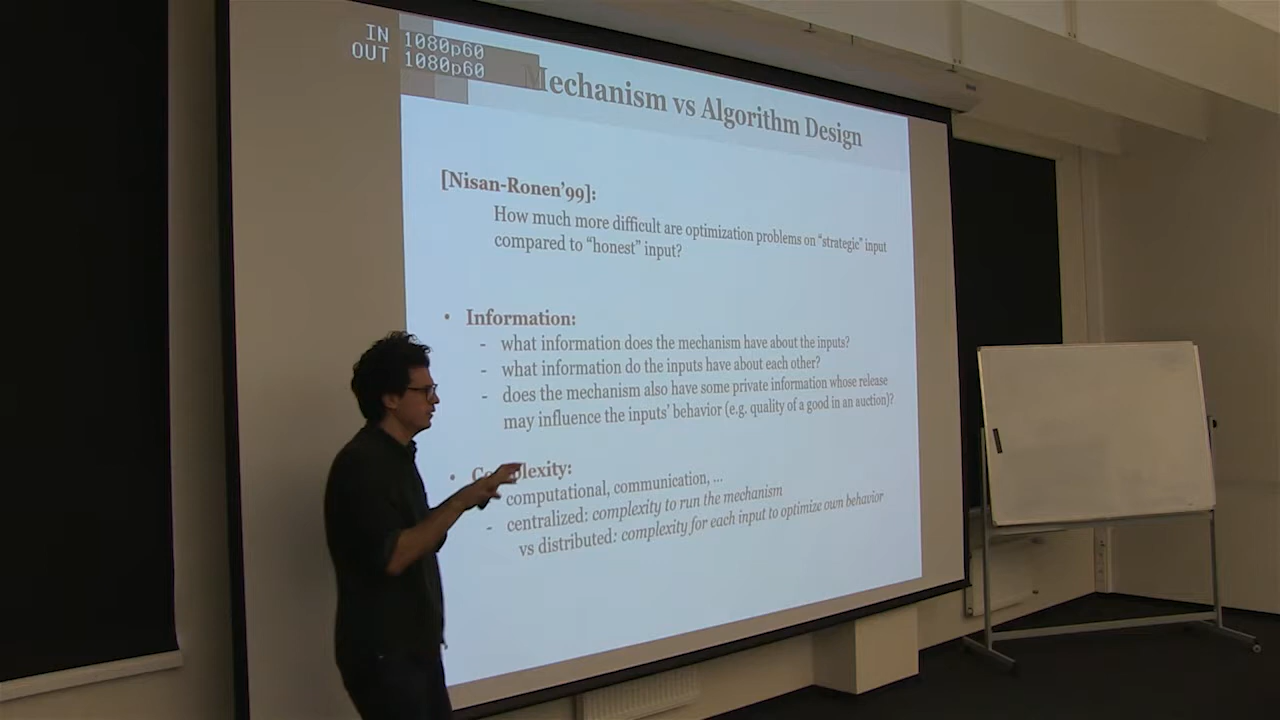 IN 1080p60
OUT 1080p60
Mechanism vs Algorithm Design
[Nisan-Ronen'99]:
How much more difficult are optimization problems on "strategic" input
compared to "honest" input?
• Information:
- what information does the mechanism have about the inputs?
- what information do the inputs have about each other?
- does the mechanism also have some private information whose release
may influence the inputs' behavior (e.g. quality of a good in an auction)?
• Complexity:
computational, communication, ...
- centralized: complexity to run the mechanism
vs distributed: complexity for each input to optimize own behavior